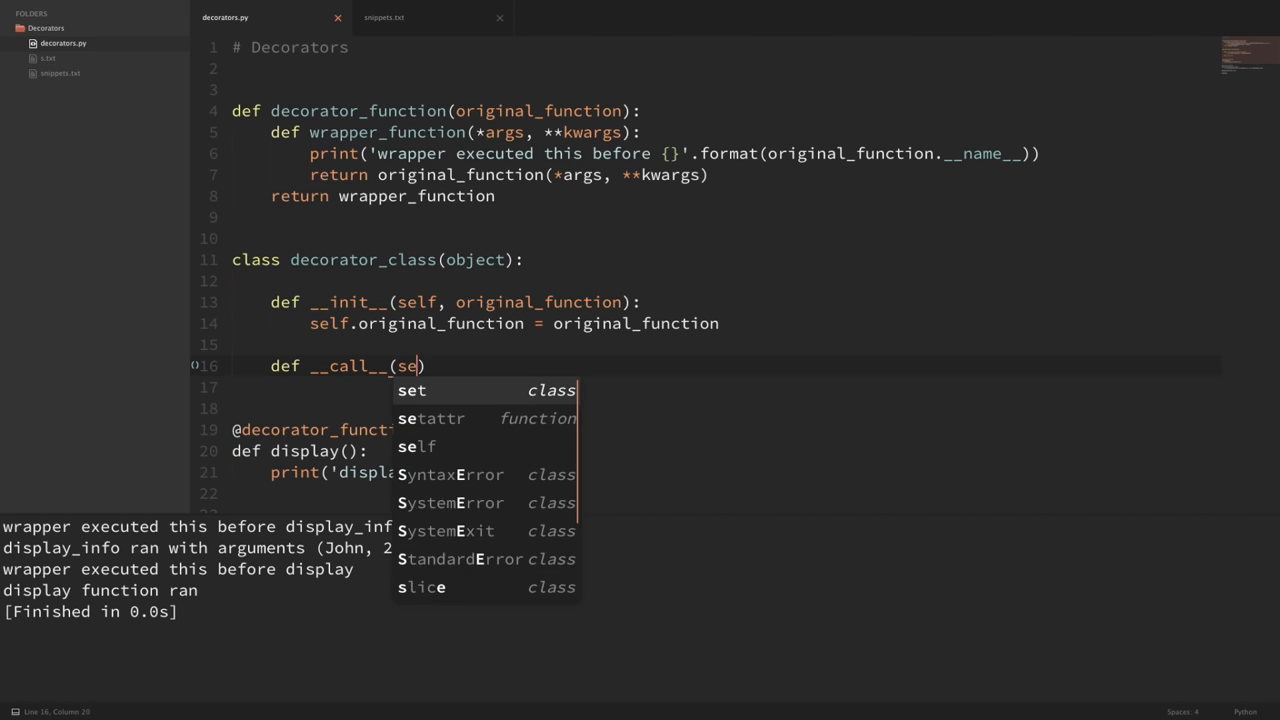 FOLDERS
Decorators
decorators.py
s.txt
snippets.txt
decorators.py
snippets.txt
1 # Decorators
2
3
4 def decorator_function(original_function):
5 def wrapper_function(*args, **kwargs):
6 print('wrapper executed this before {}'.format(original_function.__name__))
7 return original_function(*args, **kwargs)
8 return wrapper_function
9
10
11 class decorator_class(object):
12
13 def __init__(self, original_function):
14 self.original_function = original_function
15
16 def __call__(se)
17
18
19 @decorator_functi
20 def display():
21 print('displa
22
set class
setattr function
self
SyntaxError class
SystemError class
SystemExit class
StandardError class
slice class
wrapper executed this before display_inf
display_info ran with arguments (John, 2
wrapper executed this before display
display function ran
[Finished in 0.0s]
Line 16, Column 20
Spaces: 4
Python